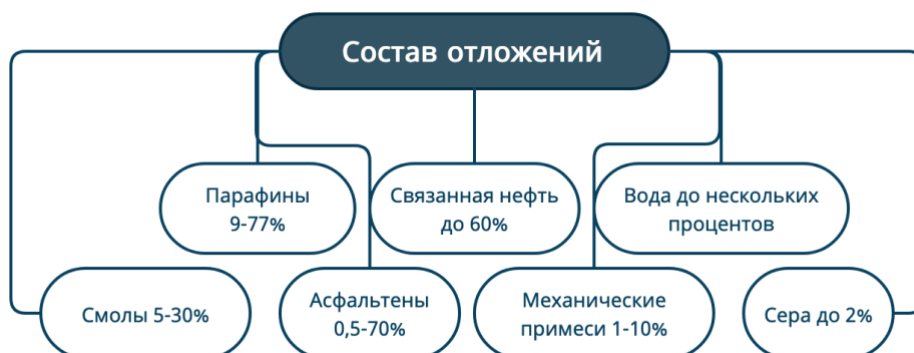 Состав отложений
Парафины
9-77%
Связанная нефть
до 60%
Вода до нескольких
процентов
Смолы 5-30%
Асфальтены
0,5-70%
Механические
примеси 1-10%
Сера до 2%